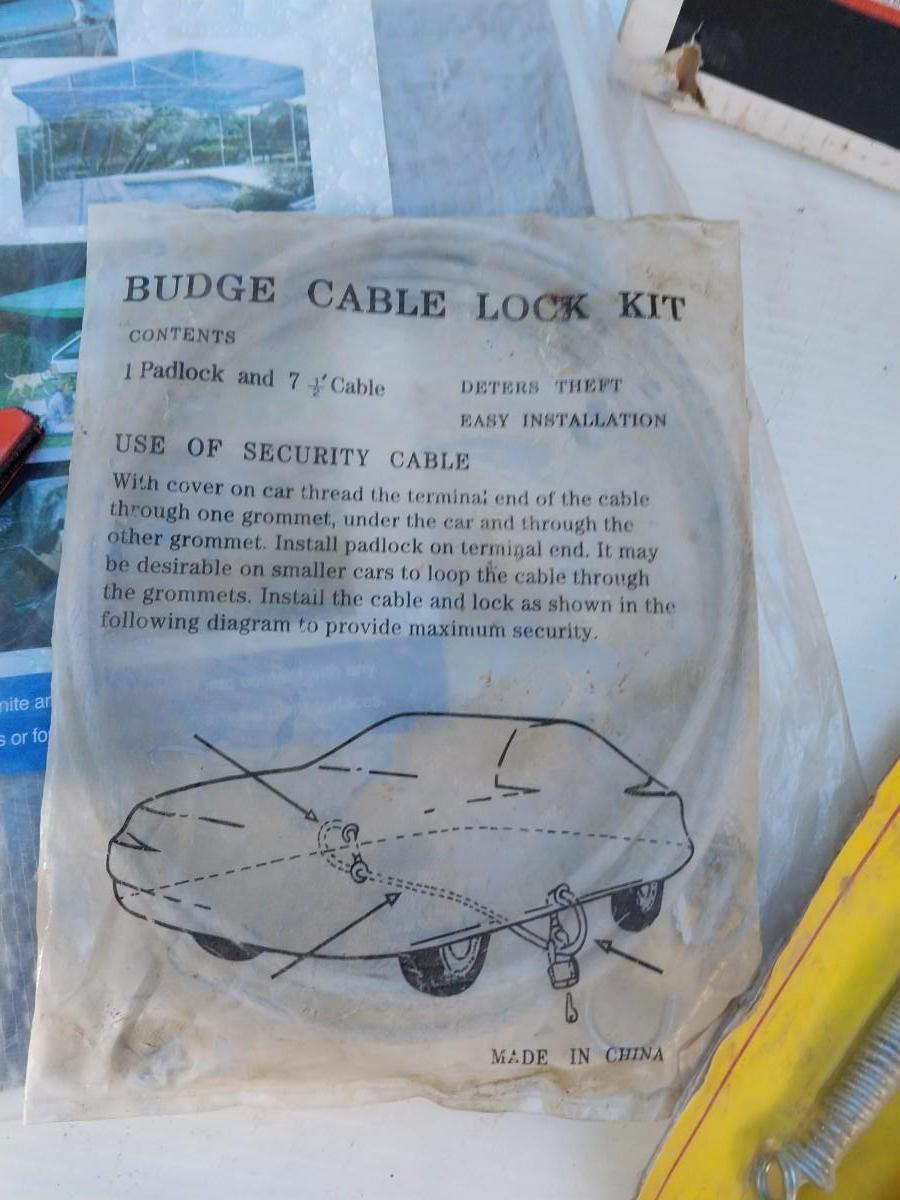 BUDGE CABLE LOCK KIT
CONTENTS
1 Padlock and 7 ½' Cable
DETERS THEFT
EASY INSTALLATION
USE OF SECURITY CABLE
With cover on car thread the terminal end of the cable
through one grommet, under the car and through the
other grommet. Install padlock on terminal end. It may
be desirable on smaller cars to loop the cable through
the grommets. Install the cable and lock as shown in the
following diagram to provide maximum security.
s or fo
MADE IN CHINA